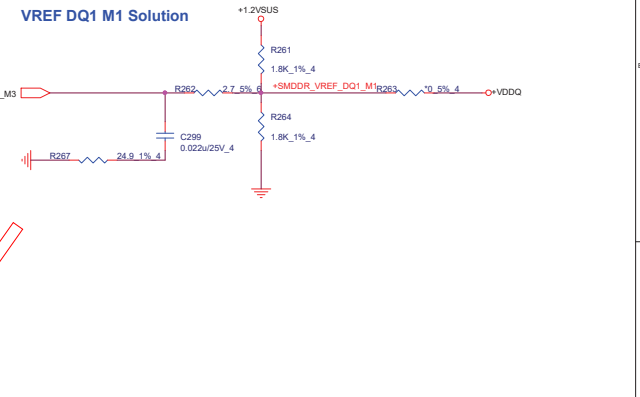 VREF DQ1 M1 Solution
+1.2VSUS
R261
1.8K_1%_4
_M3
R262
2.7_5%_6
+SMDDR_VREF_DQ1_M1
R263
*0_5%_4
+VDDQ
R264
1.8K_1%_4
C299
0.022u/25V_4
R267
24.9_1%_4